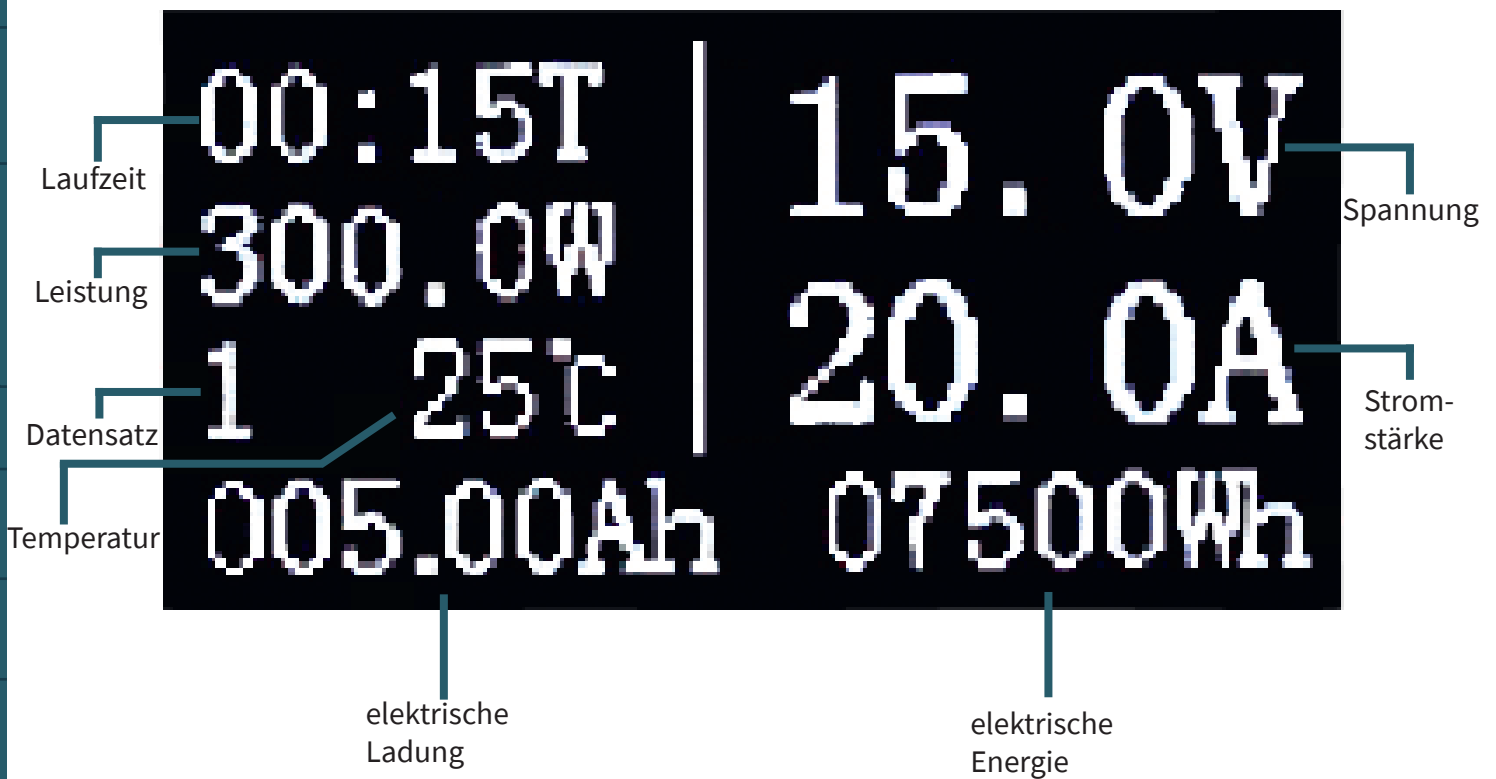 00:15T
15.0V
Laufzeit
Spannung
300.0W
Leistung
20.0A
1 25℃
Strom-
stärke
Datensatz
Temperatur
005.00Ah
07500Wh
elektrische
Ladung
elektrische
Energie